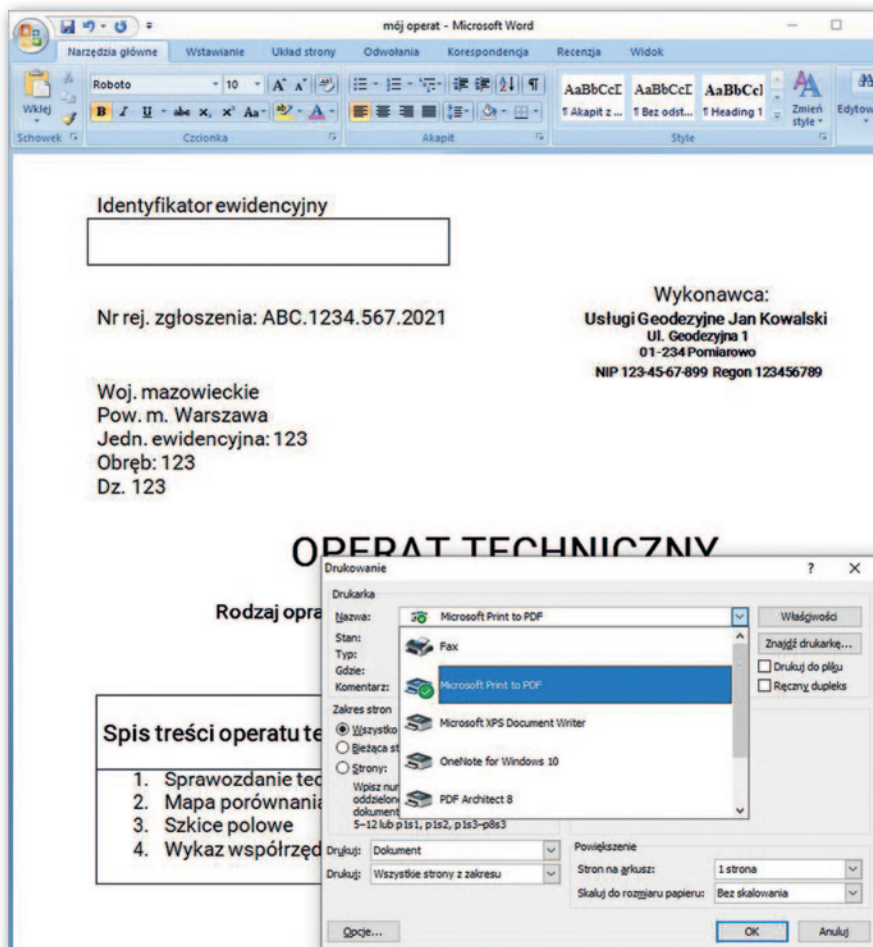 mój operat - Microsoft Word
Narzędzia główne Wstawianie Układ strony Odwołania Korespondencja Recenzja Widok
Wklej
Roboto 10 A A
B I U abe x, x² Aa A
AaBbCcD AaBbCcD AaBbCcI
¶ Akapit z ... ¶ Bez odst... ¶ Heading 1
Zmień style
Edytow
Schowek Czcionka Akapit Style
Identyfikator ewidencyjny
Nr rej. zgłoszenia: ABC.1234.567.2021
Wykonawca:
Usługi Geodezyjne Jan Kowalski
Ul. Geodezyjna 1
01-234 Pomiarowo
NIP 123-45-67-899 Regon 123456789
Woj. mazowieckie
Pow. m. Warszawa
Jedn. ewidencyjna: 123
Obręb: 123
Dz. 123
OPERAT TECHNICZNY
Rodzaj opra
Spis treści operatu te
1. Sprawozdanie tec
2. Mapa porównania
3. Szkice polowe
4. Wykaz współrzęd
Drukowanie ? X
Drukarka
Nazwa: Microsoft Print to PDF Właściwości
Stan: Fax Znajdź drukarkę...
Typ:
Gdzie: Drukuj do pliku
Komentarz: Microsoft Print to PDF Ręczny dupleks
Zakres stron
Wszystko Microsoft XPS Document Writer
Bieżąca st
Strony: OneNote for Windows 10
Wpisz nur
oddzielon PDF Architect 8
dokument
5–12 lub p1s1, p1s2, p1s3–p8s3
Drukuj: Dokument
Drukuj: Wszystkie strony z zakresu
Powiększenie
Stron na arkusz: 1 strona
Skaluj do rozmiaru papieru: Bez skalowania
Opcje... OK Anuluj